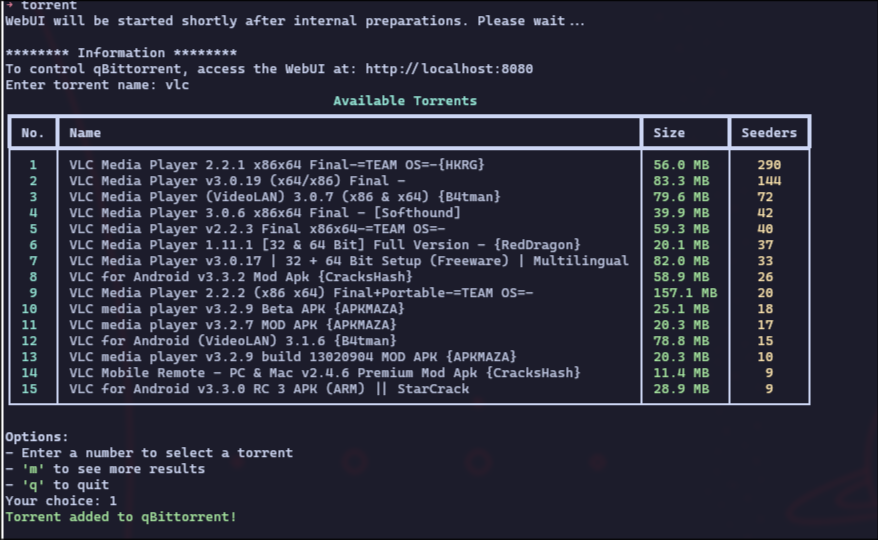 → torrent
WebUI will be started shortly after internal preparations. Please wait...

******** Information ********
To control qBittorrent, access the WebUI at: http://localhost:8080
Enter torrent name: vlc
Available Torrents
No. Name Size Seeders
1 VLC Media Player 2.2.1 x86x64 Final-=TEAM OS=-{HKRG} 56.0 MB 290
2 VLC Media Player v3.0.19 (x64/x86) Final - 83.3 MB 144
3 VLC Media Player (VideoLAN) 3.0.7 (x86 & x64) {B4tman} 79.6 MB 72
4 VLC Media Player 3.0.6 x86x64 Final - [Softhound] 39.9 MB 42
5 VLC Media Player v2.2.3 Final x86x64-=TEAM OS=- 59.3 MB 40
6 VLC Media Player 1.11.1 [32 & 64 Bit] Full Version - {RedDragon} 20.1 MB 37
7 VLC Media Player v3.0.17 | 32 + 64 Bit Setup (Freeware) | Multilingual 82.0 MB 33
8 VLC for Android v3.3.2 Mod Apk {CracksHash} 58.9 MB 26
9 VLC Media Player 2.2.2 (x86 x64) Final+Portable-=TEAM OS=- 157.1 MB 20
10 VLC media player v3.2.9 Beta APK {APKMAZA} 25.1 MB 18
11 VLC media player v3.2.7 MOD APK {APKMAZA} 20.3 MB 17
12 VLC for Android (VideoLAN) 3.1.6 {B4tman} 78.8 MB 15
13 VLC media player v3.2.9 build 13020904 MOD APK {APKMAZA} 20.3 MB 10
14 VLC Mobile Remote - PC & Mac v2.4.6 Premium Mod Apk {CracksHash} 11.4 MB 9
15 VLC for Android v3.3.0 RC 3 APK (ARM) || StarCrack 28.9 MB 9

Options:
- Enter a number to select a torrent
- 'm' to see more results
- 'q' to quit
Your choice: 1
Torrent added to qBittorrent!